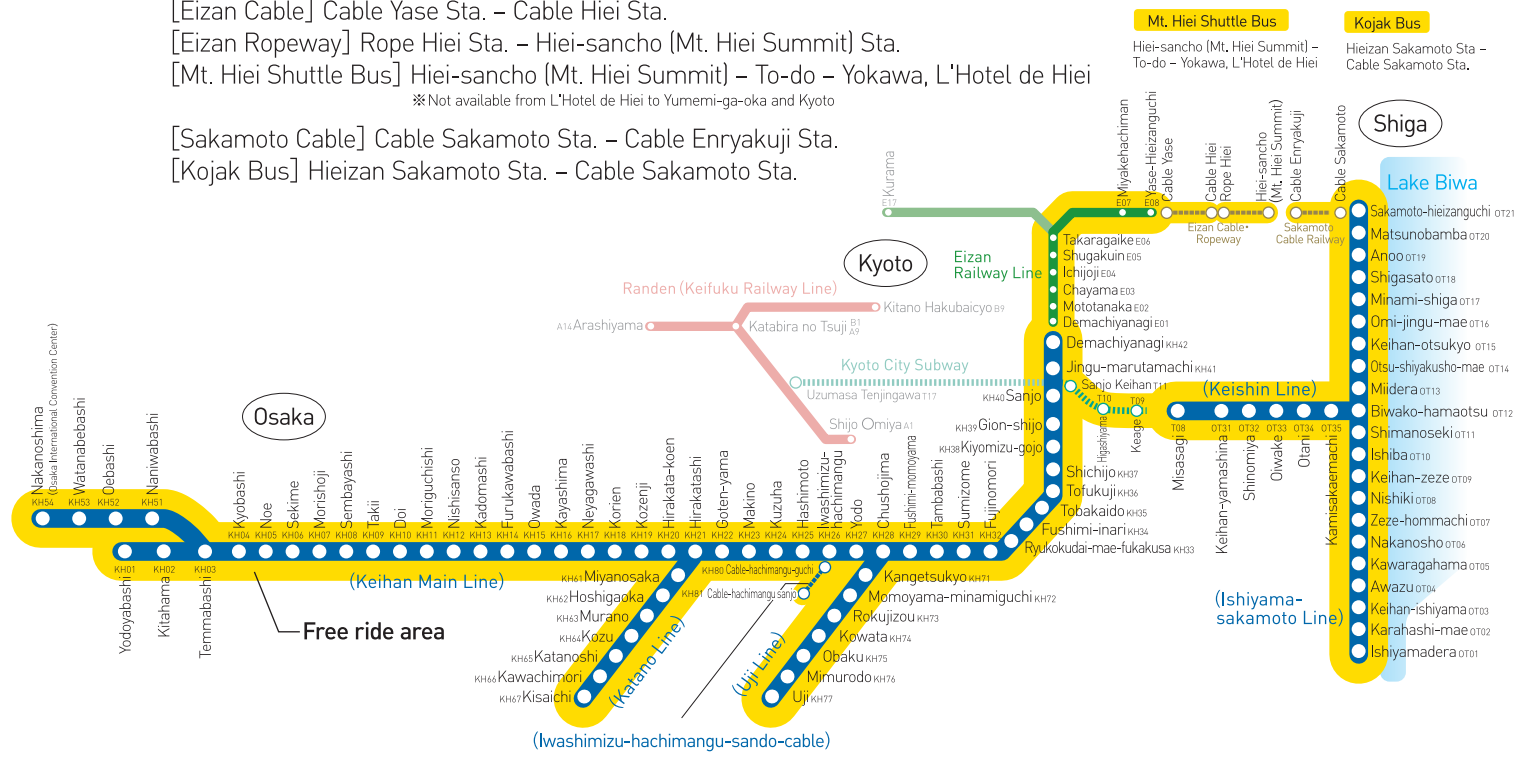 [Eizan Cable] Cable Yase Sta. – Cable Hiei Sta.
[Eizan Ropeway] Rope Hiei Sta. – Hiei-sancho (Mt. Hiei Summit) Sta.
[Mt. Hiei Shuttle Bus] Hiei-sancho (Mt. Hiei Summit) – To-do – Yokawa, L'Hotel de Hiei
※Not available from L'Hotel de Hiei to Yumemi-ga-oka and Kyoto
[Sakamoto Cable] Cable Sakamoto Sta. – Cable Enryakuji Sta.
[Kojak Bus] Hieizan Sakamoto Sta. – Cable Sakamoto Sta.
Mt. Hiei Shuttle Bus
Hiei-sancho (Mt. Hiei Summit) –
To-do – Yokawa, L'Hotel de Hiei
Kojak Bus
Hieizan Sakamoto Sta –
Cable Sakamoto Sta.
Shiga
Lake Biwa
Kyoto
Osaka
Kurama
E17
Miyakehachiman
E07
Yase-Hieizanguchi
E08
Cable Yase
Cable Hiei
Rope Hiei
Hiei-sancho
(Mt. Hiei Summit)
Cable Enryakuji
Cable Sakamoto
Eizan Cable・
Ropeway
Sakamoto
Cable Railway
Eizan
Railway Line
Takaragaike E06
Shugakuin E05
Ichijoji E04
Chayama E03
Mototanaka E02
Demachiyanagi E01
Randen (Keifuku Railway Line)
A14 Arashiyama
Katabira no Tsuji B1
A9
Kitano Hakubaicyo B9
Shijo Omiya A1
Kyoto City Subway
Uzumasa Tenjingawa T17
Sanjo Keihan T11
T10
Higashiyama
T09
Keage
Demachiyanagi KH42
Jingu-marutamachi KH41
KH40 Sanjo
KH39 Gion-shijo
KH38 Kiyomizu-gojo
Shichijo KH37
Tofukuji KH36
Tobakaido KH35
Fushimi-inari KH34
Ryukokudai-mae-fukakusa KH33
(Keishin Line)
T08
Misasagi
OT31
Keihan-yamashina
OT32
Shinomiya
OT33
Oiwake
OT34
Otani
OT35
Kamisakaemachi
Sakamoto-hieizanguchi OT21
Matsunobamba OT20
Anoo OT19
Shigasato OT18
Minami-shiga OT17
Omi-jingu-mae OT16
Keihan-otsukyo OT15
Otsu-shiyakusho-mae OT14
Miidera OT13
Biwako-hamaotsu OT12
Shimanoseki OT11
Ishiba OT10
Keihan-zeze OT09
Nishiki OT08
Zeze-hommachi OT07
Nakanosho OT06
Kawaragahama OT05
Awazu OT04
Keihan-ishiyama OT03
Karahashi-mae OT02
Ishiyamadera OT01
(Ishiyama-
sakamoto Line)
Nakanoshima
(Osaka International Convention Center)
KH54
Watanabebashi
KH53
Oebashi
KH52
Naniwabashi
KH51
KH01
Yodoyabashi
KH02
Kitahama
KH03
Temmabashi
Kyobashi
KH04
Noe
KH05
Sekime
KH06
Morishoji
KH07
Sembayashi
KH08
Takii
KH09
Doi
KH10
Moriguchishi
KH11
Nishisanso
KH12
Kadomashi
KH13
Furukawabashi
KH14
Owada
KH15
Kayashima
KH16
Neyagawashi
KH17
Korien
KH18
Kozenji
KH19
Hirakata-koen
KH20
Hirakatashi
KH21
Goten-yama
KH22
Makino
KH23
Kuzuha
KH24
Hashimoto
KH25
Iwashimizu-
hachimangu
KH26
Yodo
KH27
Chushojima
KH28
Fushimi-momoyama
KH29
Tambabashi
KH30
Sumizome
KH31
Fujinomori
KH32
(Keihan Main Line)
Free ride area
KH61 Miyanosaka
KH62 Hoshigaoka
KH63 Murano
KH64 Kozu
KH65 Katanoshi
KH66 Kawachimori
KH67 Kisaichi
(Katano Line)
KH80 Cable-hachimangu-guchi
KH81 Cable-hachimangu sanjo
(Iwashimizu-hachimangu-sando-cable)
Kangetsukyo KH71
Momoyama-minamiguchi KH72
Rokujizou KH73
Kowata KH74
Obaku KH75
Mimurodo KH76
Uji KH77
(Uji Line)